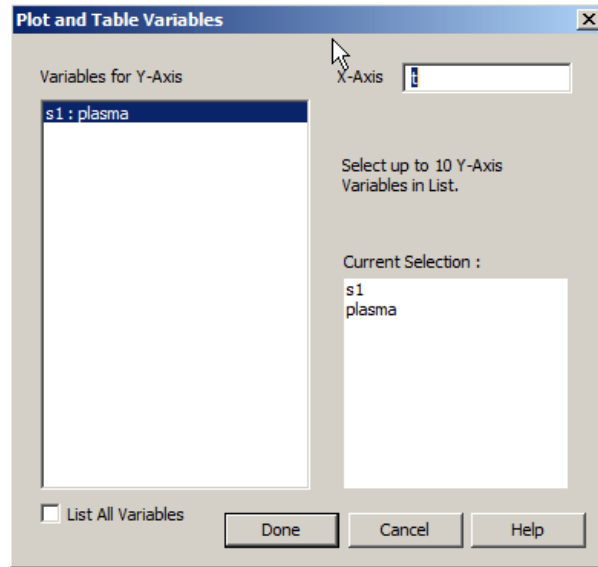 Plot and Table Variables
Variables for Y-Axis
X-Axis
t
s1 : plasma
Select up to 10 Y-Axis
Variables in List.
Current Selection :
s1
plasma
List All Variables
Done
Cancel
Help